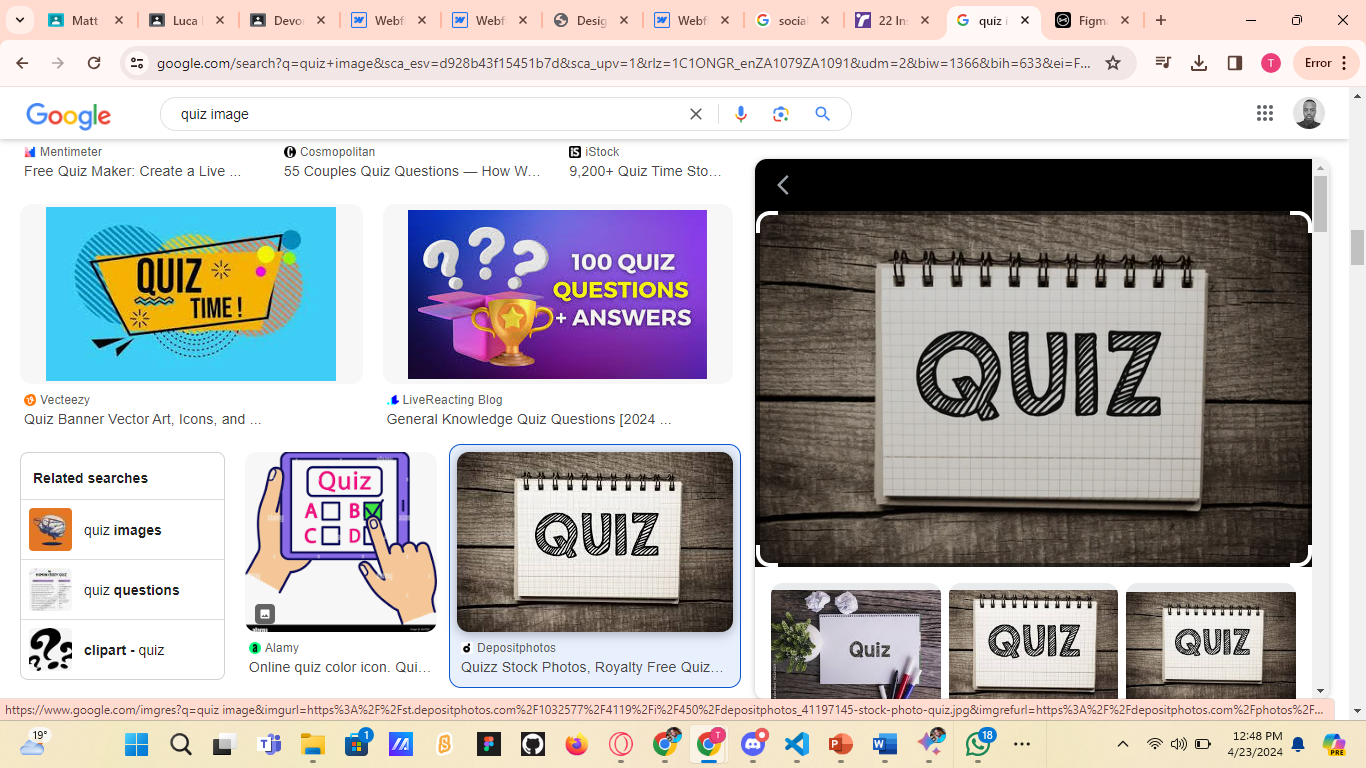 Matt
Luca
Devon
Webf
Webf
Desig
Webf
social
22 Ins
quiz i
Figm
google.com/search?q=quiz+image&sca_esv=d928b43f15451b7d&sca_upv=1&rlz=1C1ONGR_enZA1079ZA1091&udm=2&biw=1366&bih=633&ei=F...
T
Error
Google
quiz image
Mentimeter
Free Quiz Maker: Create a Live ...
Cosmopolitan
55 Couples Quiz Questions — How W...
iStock
9,200+ Quiz Time Sto...
QUIZ
TIME !
100 QUIZ
QUESTIONS
+ ANSWERS
Vecteezy
Quiz Banner Vector Art, Icons, and ...
LiveReacting Blog
General Knowledge Quiz Questions [2024 ...
Related searches
quiz images
quiz questions
clipart - quiz
Quiz
A B
C D
Alamy
Online quiz color icon. Qui...
QUIZ
Depositphotos
Quizz Stock Photos, Royalty Free Quiz...
QUIZ
Quiz
QUIZ
QUIZ
https://www.google.com/imgres?q=quiz image&imgurl=https%3A%2F%2Fst.depositphotos.com%2F1032577%2F4119%2Fi%2F450%2Fdepositphotos_41197145-stock-photo-quiz.jpg&imgrefurl=https%3A%2F%2Fdepositphotos.com%2Fphotos%2F...
19°
1
T
18
12:48 PM
4/23/2024
PRE